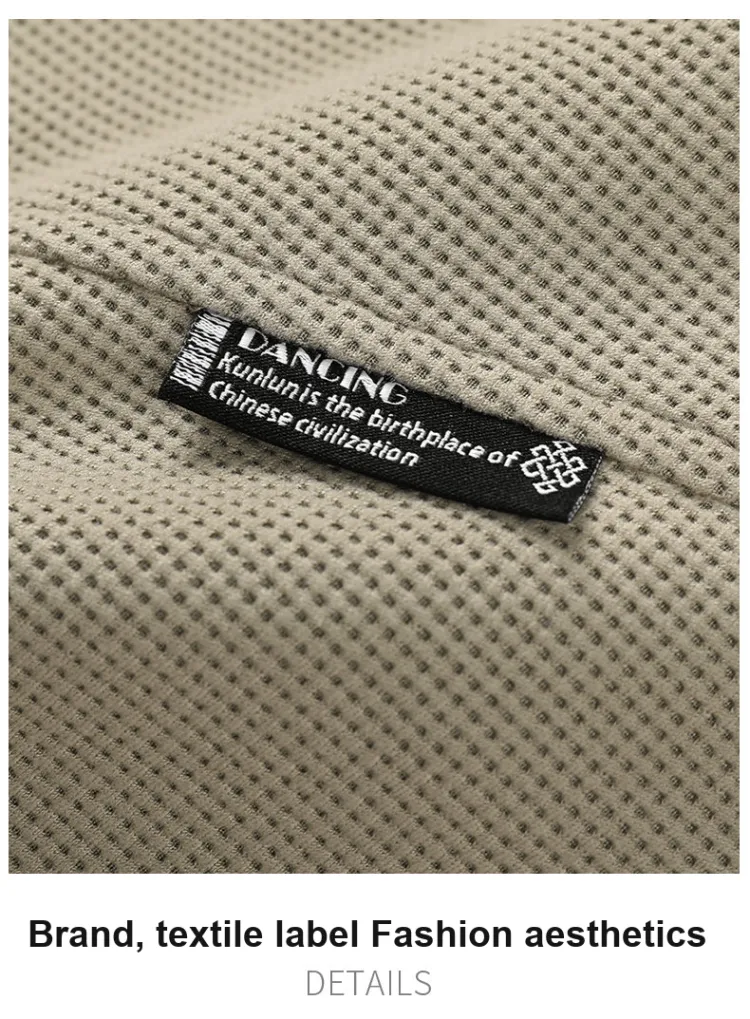 DANCING
Kunlun is the birthplace of
Chinese civilization
Brand, textile label Fashion aesthetics
DETAILS